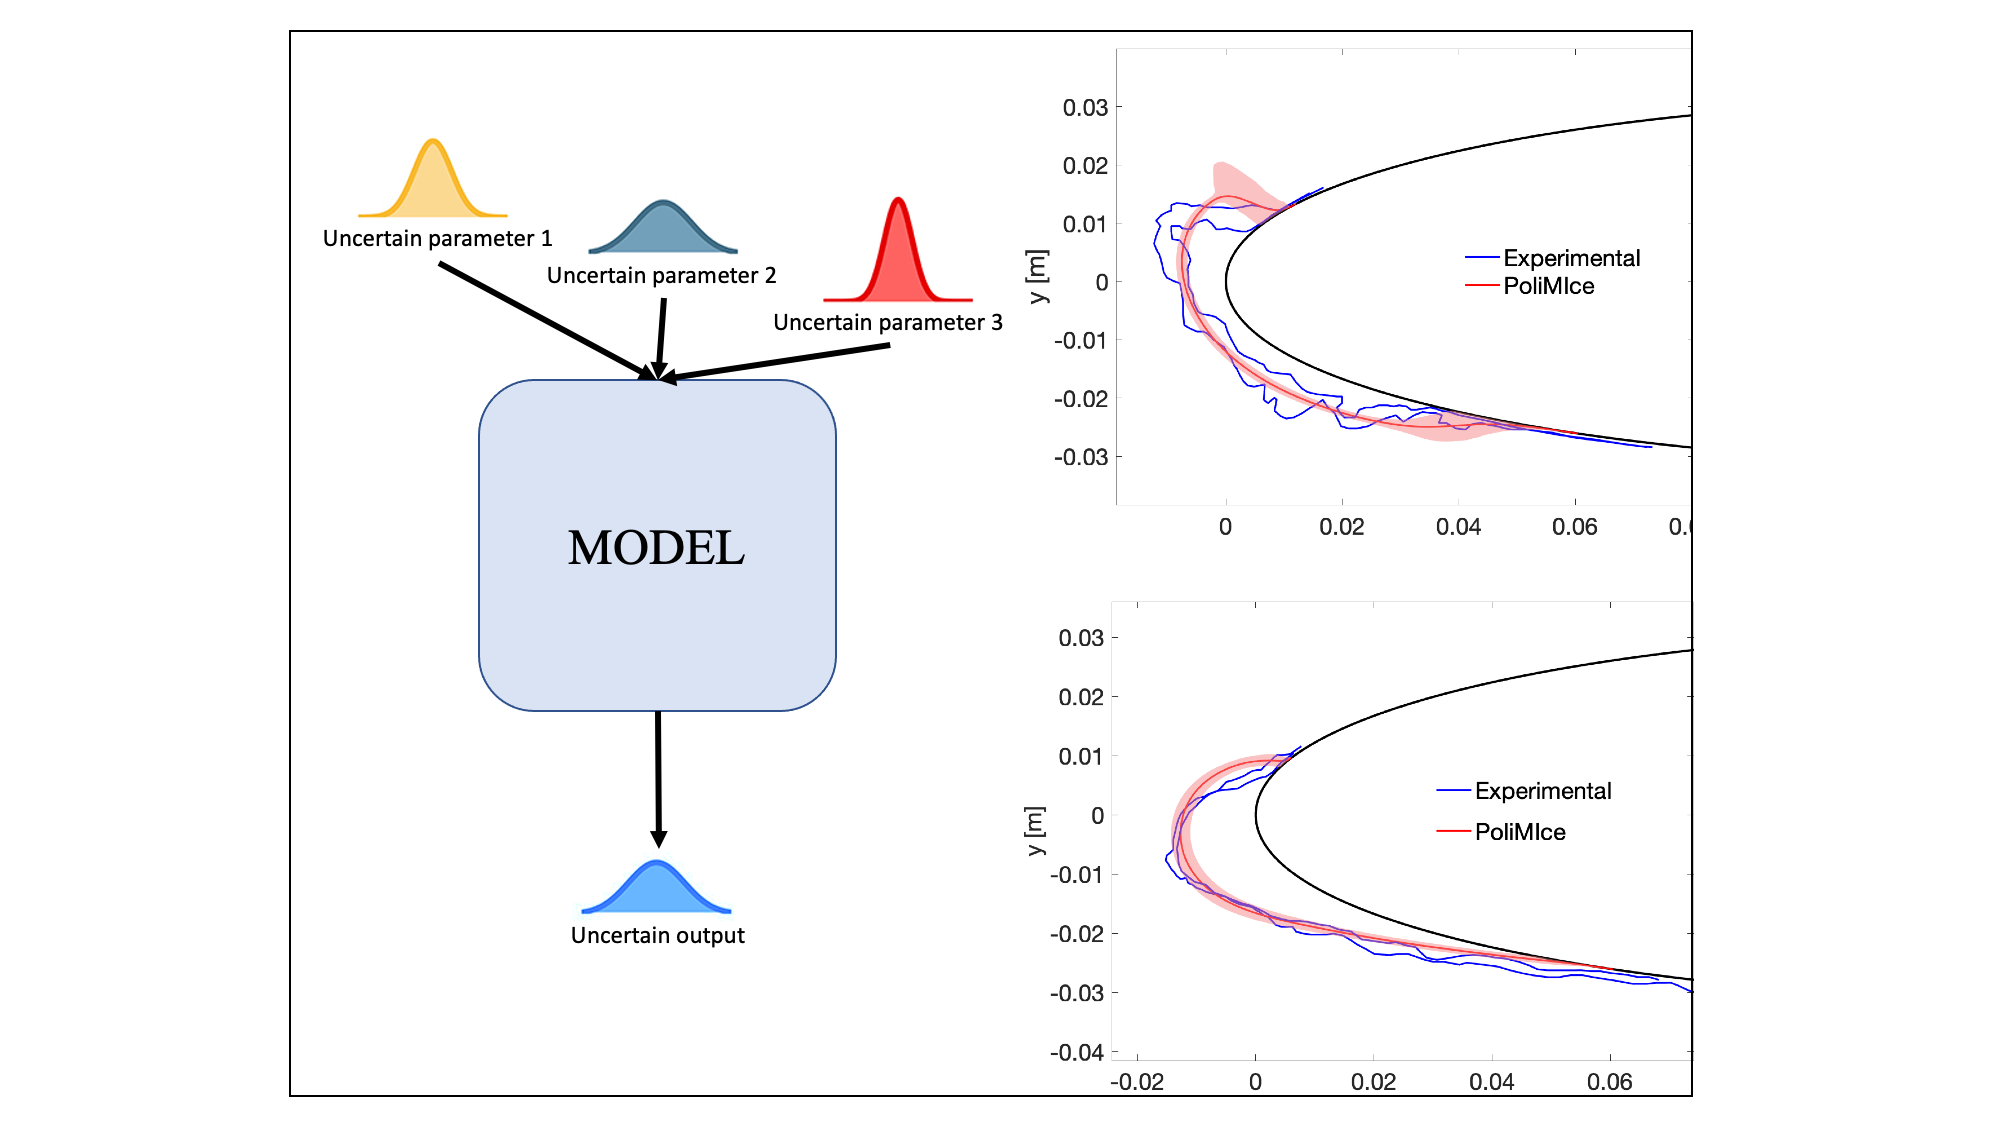 Uncertain parameter 1
Uncertain parameter 2
Uncertain parameter 3
MODEL
Uncertain output
0.03
0.02
0.01
0
-0.01
-0.02
-0.03
y [m]
Experimental
PoliMIce
0 0.02 0.04 0.06 0.0
0.03
0.02
0.01
0
-0.01
-0.02
-0.03
-0.04
y [m]
Experimental
PoliMIce
-0.02 0 0.02 0.04 0.06